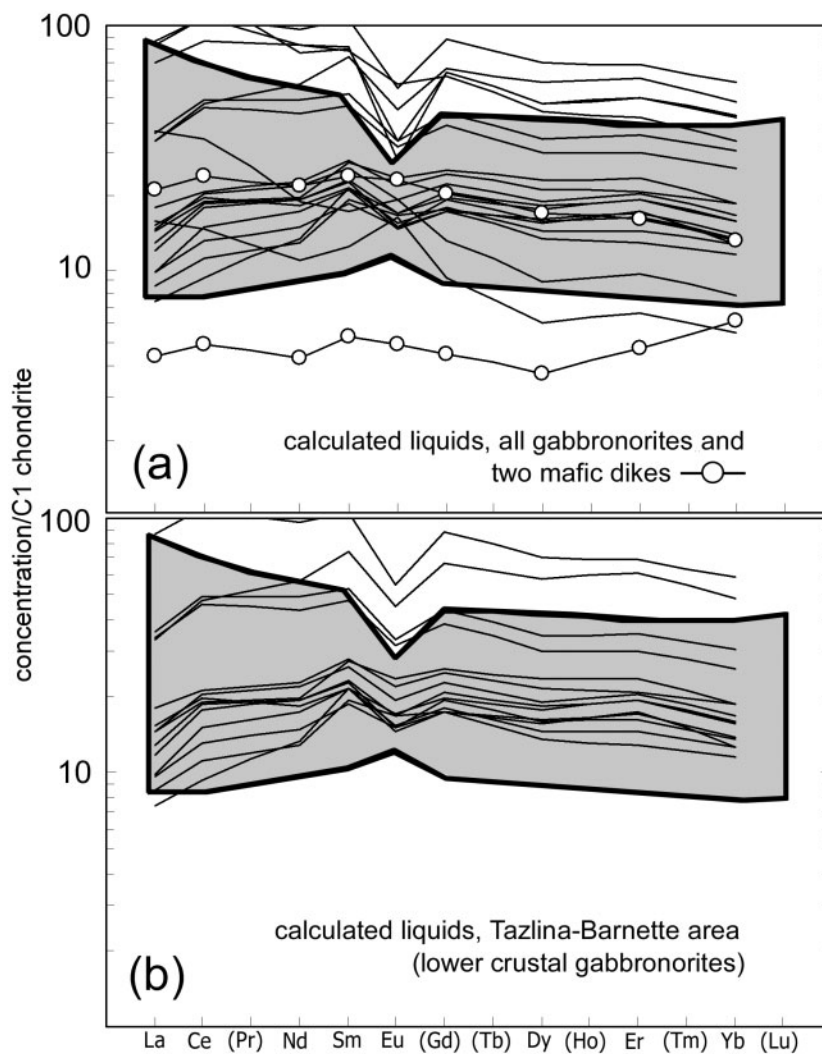 100
10
(a)
calculated liquids, all gabbronorites and
two mafic dikes
concentration/C1 chondrite
100
10
(b)
calculated liquids, Tazlina-Barnette area
(lower crustal gabbronorites)
La Ce (Pr) Nd Sm Eu (Gd) (Tb) Dy (Ho) Er (Tm) Yb (Lu)